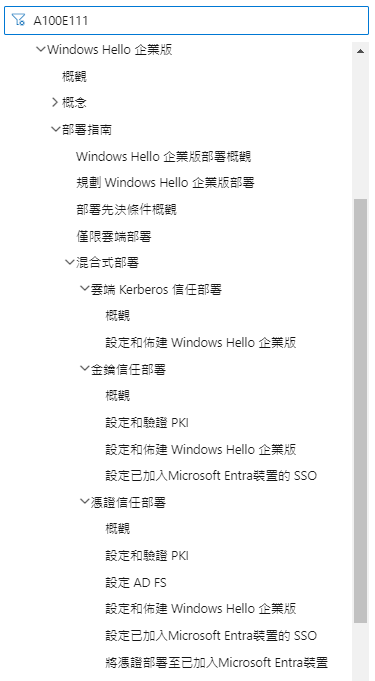 A100E111
Windows Hello 企業版
概觀
概念
部署指南
Windows Hello 企業版部署概觀
規劃 Windows Hello 企業版部署
部署先決條件概觀
僅限雲端部署
混合式部署
雲端 Kerberos 信任部署
概觀
設定和佈建 Windows Hello 企業版
金鑰信任部署
概觀
設定和驗證 PKI
設定和佈建 Windows Hello 企業版
設定已加入Microsoft Entra裝置的 SSO
憑證信任部署
概觀
設定和驗證 PKI
設定 AD FS
設定和佈建 Windows Hello 企業版
設定已加入Microsoft Entra裝置的 SSO
將憑證部署至已加入Microsoft Entra裝置